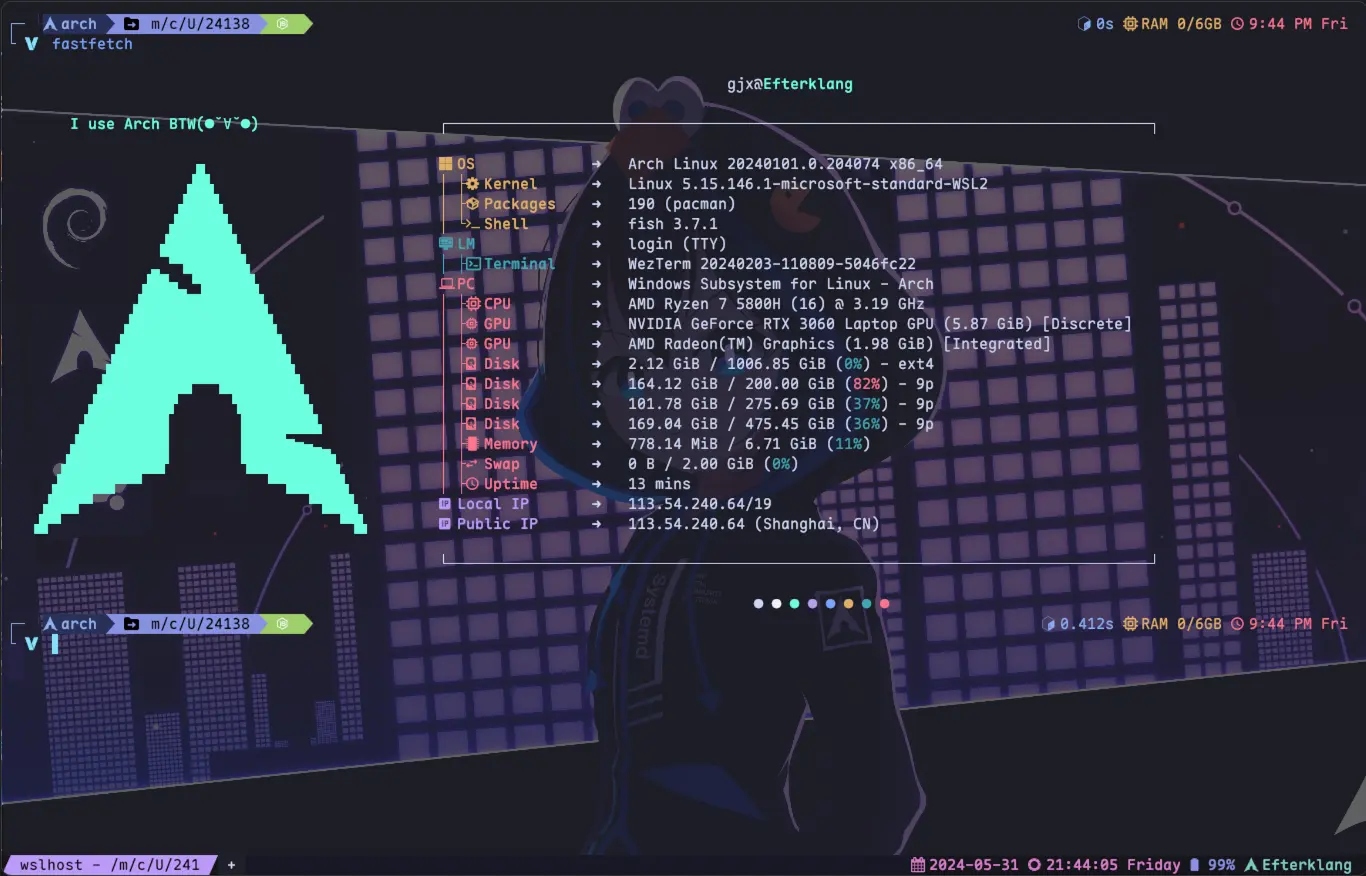 arch m/c/U/24138 0s RAM 0/6GB 9:44 PM Fri
V fastfetch
gjx@Efterklang
I use Arch BTW(●ˇ∀ˇ●)
OS ➜ Arch Linux 20240101.0.204074 x86_64
Kernel ➜ Linux 5.15.146.1-microsoft-standard-WSL2
Packages ➜ 190 (pacman)
Shell ➜ fish 3.7.1
LM ➜ login (TTY)
Terminal ➜ WezTerm 20240203-110809-5046fc22
PC ➜ Windows Subsystem for Linux - Arch
CPU ➜ AMD Ryzen 7 5800H (16) @ 3.19 GHz
GPU ➜ NVIDIA GeForce RTX 3060 Laptop GPU (5.87 GiB) [Discrete]
GPU ➜ AMD Radeon(TM) Graphics (1.98 GiB) [Integrated]
Disk ➜ 2.12 GiB / 1006.85 GiB (0%) - ext4
Disk ➜ 164.12 GiB / 200.00 GiB (82%) - 9p
Disk ➜ 101.78 GiB / 275.69 GiB (37%) - 9p
Disk ➜ 169.04 GiB / 475.45 GiB (36%) - 9p
Memory ➜ 778.14 MiB / 6.71 GiB (11%)
Swap ➜ 0 B / 2.00 GiB (0%)
Uptime ➜ 13 mins
IP Local IP ➜ 113.54.240.64/19
IP Public IP ➜ 113.54.240.64 (Shanghai, CN)
Systemd
arch m/c/U/24138 0.412s RAM 0/6GB 9:44 PM Fri
V
wslhost - /m/c/U/241 + 2024-05-31 21:44:05 Friday 99% Efterklang